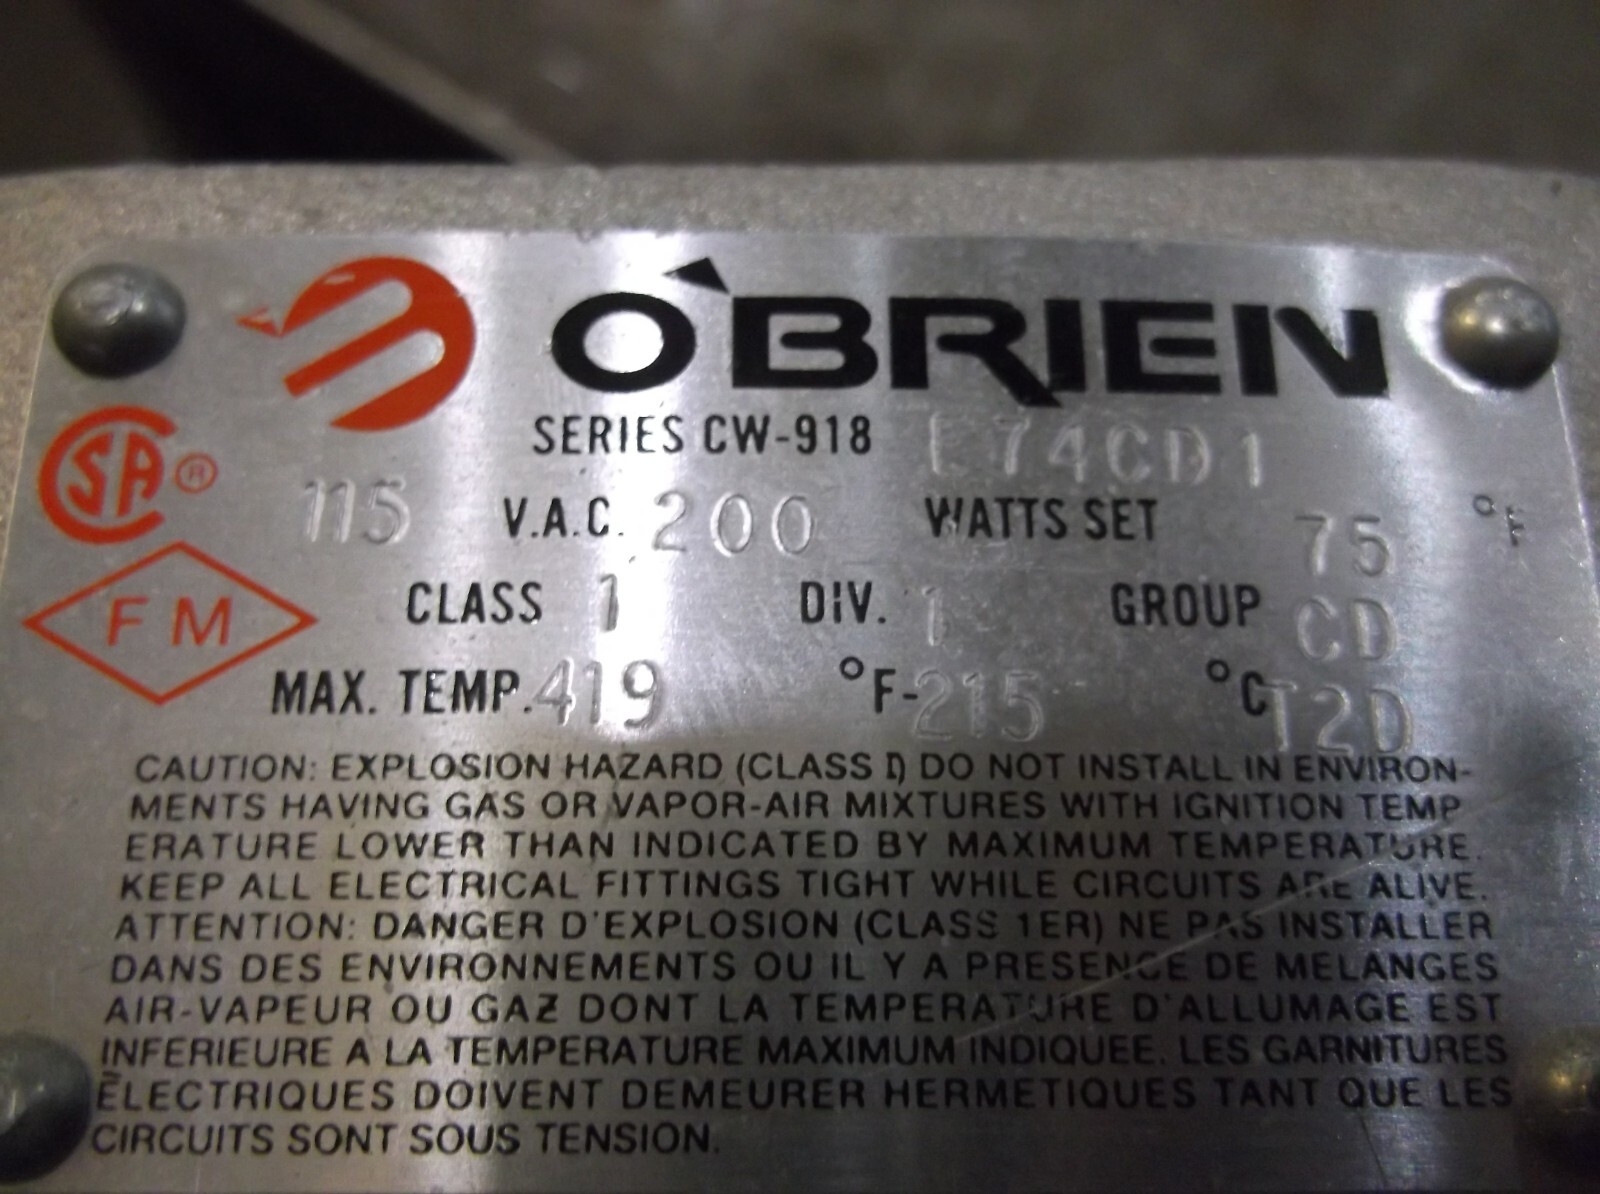 O'BRIEN
SERIES CW-918 E74CD1
CSA ®
115 V.A.C. 200 WATTS SET 75 °F
FM
CLASS 1 DIV. 1 GROUP CD
MAX. TEMP. 419 °F-215 °C T2D
CAUTION: EXPLOSION HAZARD (CLASS I) DO NOT INSTALL IN ENVIRON-
MENTS HAVING GAS OR VAPOR-AIR MIXTURES WITH IGNITION TEMP
ERATURE LOWER THAN INDICATED BY MAXIMUM TEMPERATURE.
KEEP ALL ELECTRICAL FITTINGS TIGHT WHILE CIRCUITS ARE ALIVE.
ATTENTION: DANGER D'EXPLOSION (CLASS 1ER) NE PAS INSTALLER
DANS DES ENVIRONNEMENTS OU IL Y A PRESENCE DE MELANGES
AIR-VAPEUR OU GAZ DONT LA TEMPERATURE D'ALLUMAGE EST
INFERIEURE A LA TEMPERATURE MAXIMUM INDIQUEE. LES GARNITURES
ELECTRIQUES DOIVENT DEMEURER HERMETIQUES TANT QUE LES
CIRCUITS SONT SOUS TENSION.